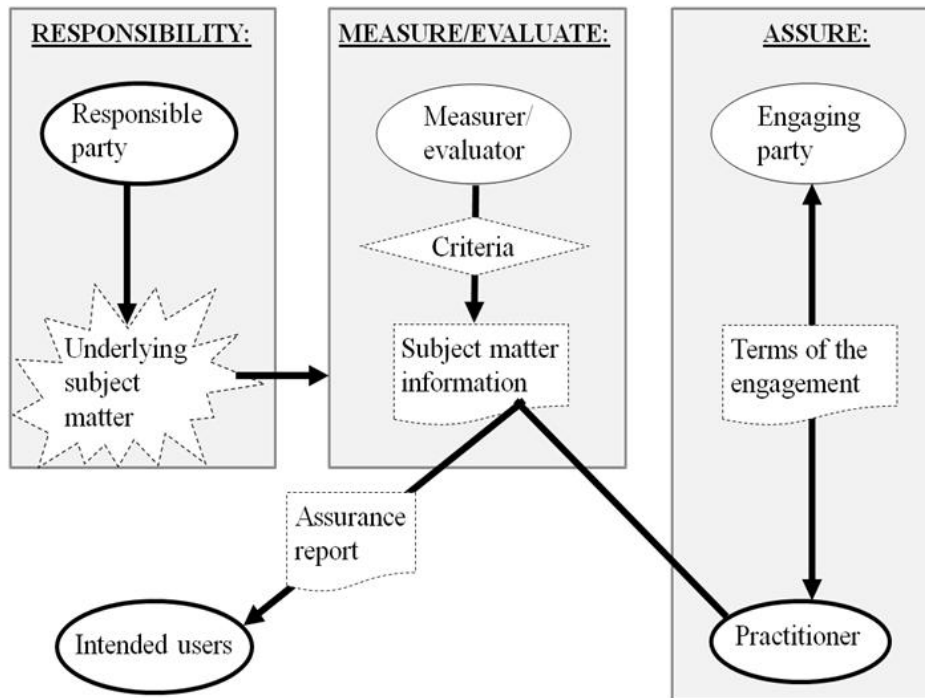 RESPONSIBILITY:
Responsible
party
Underlying
subject
matter
MEASURE/EVALUATE:
Measurer/
evaluator
Criteria
Subject matter
information
ASSURE:
Engaging
party
Terms of the
engagement
Practitioner
Assurance
report
Intended users